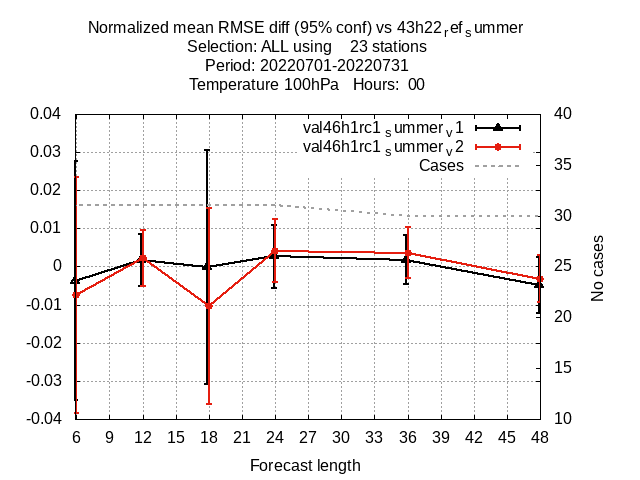 Normalized mean RMSE diff (95% conf) vs 43h22refsummer
Selection: ALL using 23 stations
Period: 20220701-20220731
Temperature 100hPa Hours: 00
0.04
0.03
0.02
0.01
0
-0.01
-0.02
-0.03
-0.04
val46h1rc1summerv1
val46h1rc1summerv2
Cases
40
35
30
25
20
15
10
No cases
6 9 12 15 18 21 24 27 30 33 36 39 42 45 48
Forecast length